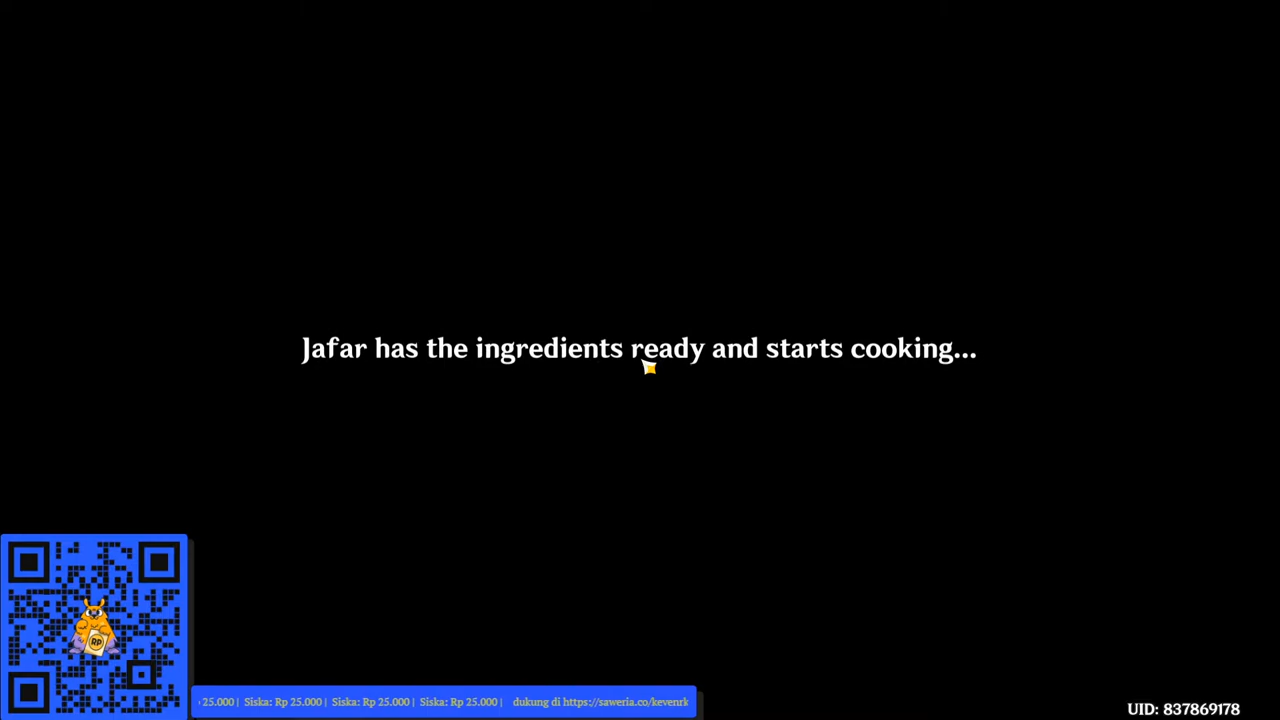 Jafar has the ingredients ready and starts cooking...
RP
25.000 | Siska: Rp 25.000 | Siska: Rp 25.000 | Siska: Rp 25.000 | dukung di https://saweria.co/kevenrk
UID: 837869178